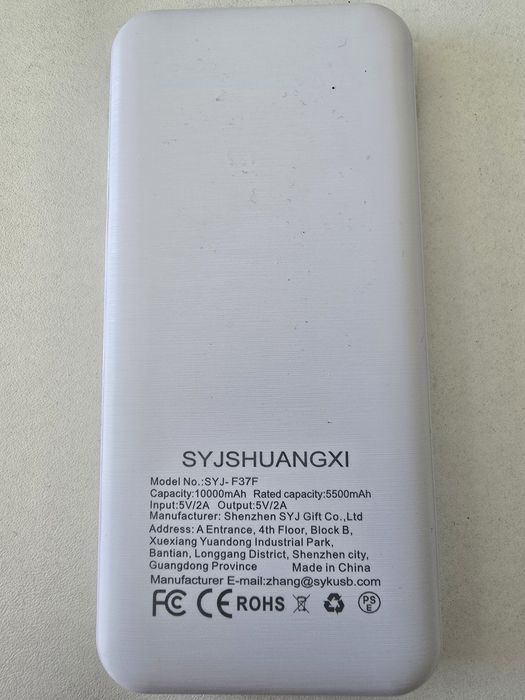 SYJSHUANGXI
Model No.:SYJ- F37F
Capacity:10000mAh Rated capacity:5500mAh
Input:5V/2A Output:5V/2A
Manufacturer: Shenzhen SYJ Gift Co.,Ltd
Address: A Entrance, 4th Floor, Block B,
Xuexiang Yuandong Industrial Park,
Bantian, Longgang District, Shenzhen city,
Guangdong Province Made in China
Manufacturer E-mail:zhang@sykusb.com
FC CE ROHS PS E